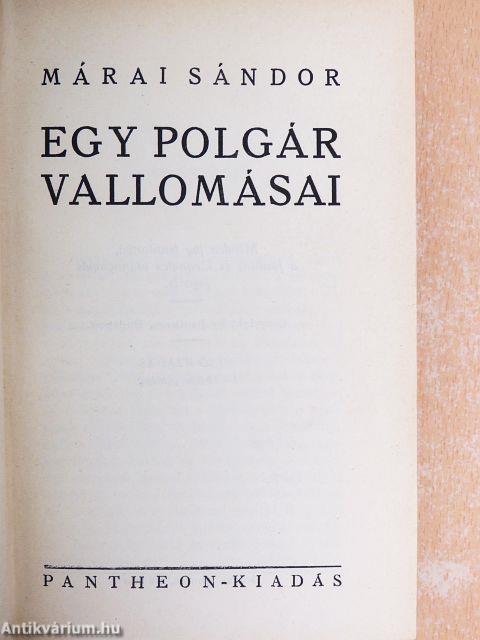 MÁRAI SÁNDOR
EGY POLGÁR
VALLOMÁSAI
PANTHEON-KIADÁS
Antikvárium.hu